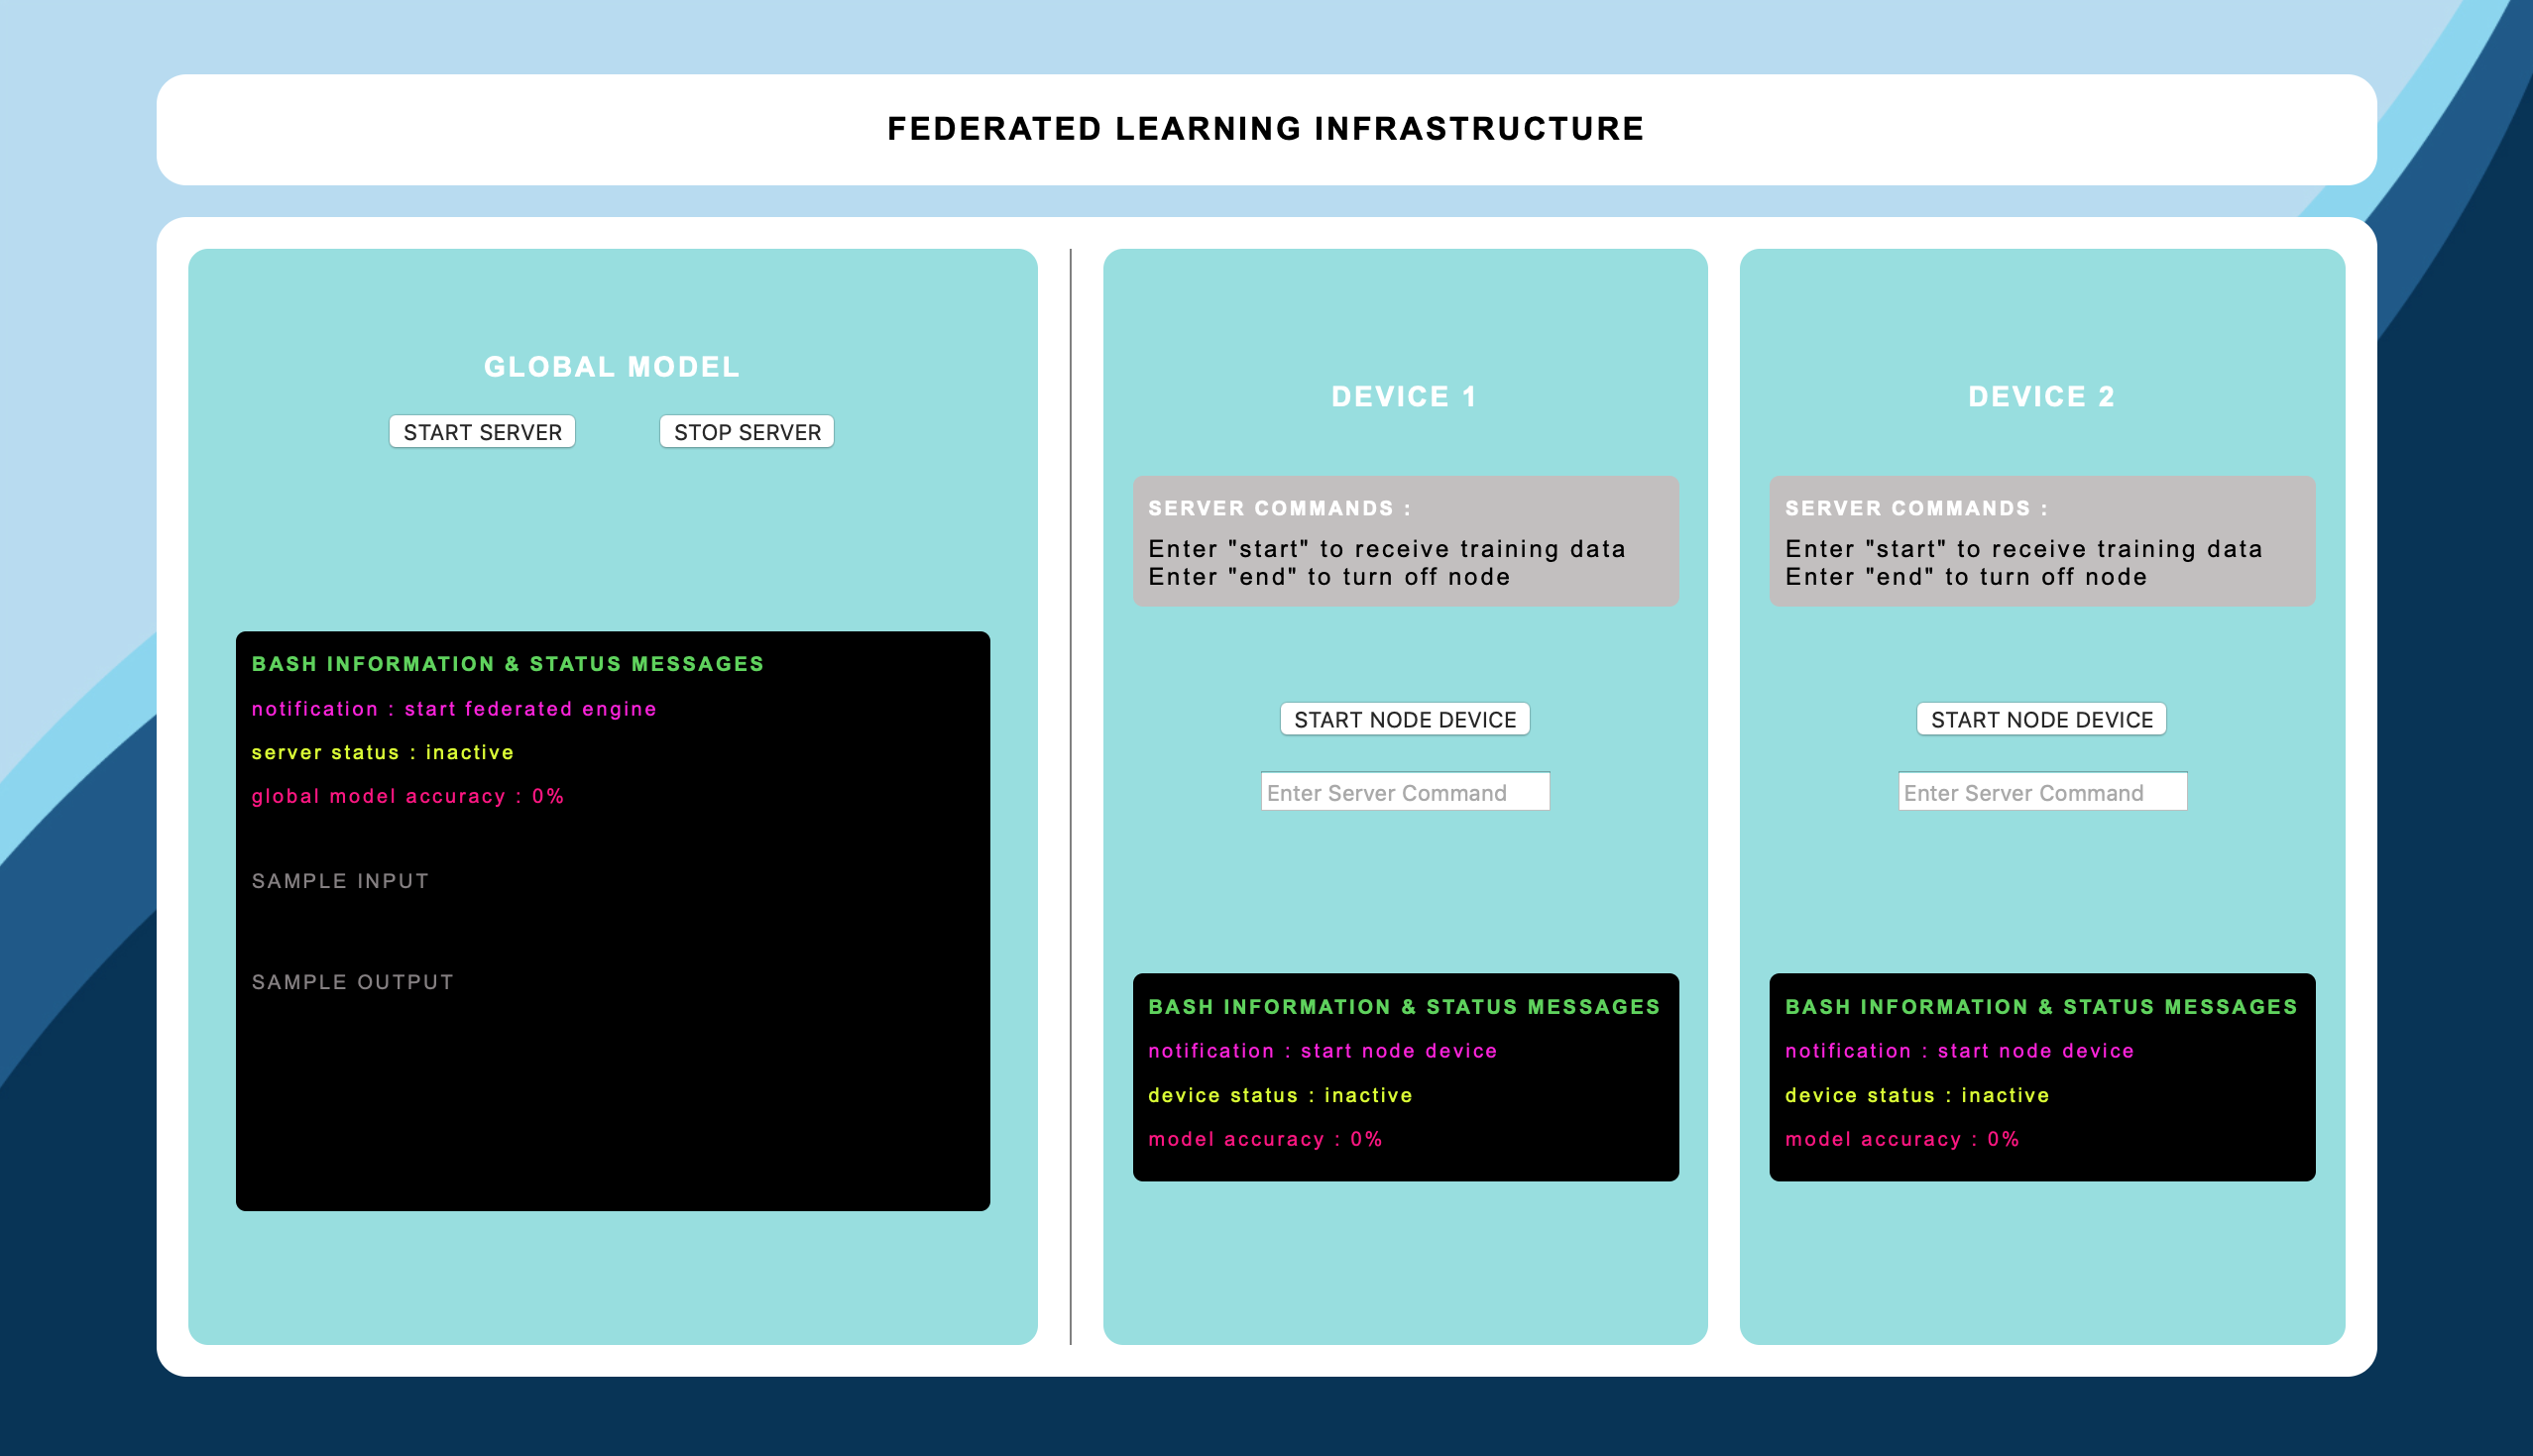 FEDERATED LEARNING INFRASTRUCTURE
GLOBAL MODEL
START SERVER
STOP SERVER
BASH INFORMATION & STATUS MESSAGES
notification : start federated engine
server status : inactive
global model accuracy : 0%
SAMPLE INPUT
SAMPLE OUTPUT
DEVICE 1
SERVER COMMANDS :
Enter "start" to receive training data
Enter "end" to turn off node
START NODE DEVICE
Enter Server Command
BASH INFORMATION & STATUS MESSAGES
notification : start node device
device status : inactive
model accuracy : 0%
DEVICE 2
SERVER COMMANDS :
Enter "start" to receive training data
Enter "end" to turn off node
START NODE DEVICE
Enter Server Command
BASH INFORMATION & STATUS MESSAGES
notification : start node device
device status : inactive
model accuracy : 0%